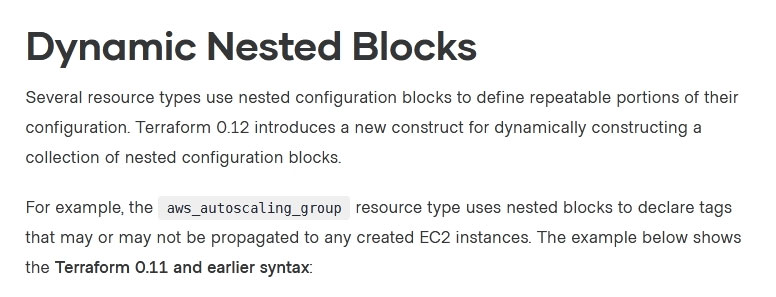 Dynamic Nested Blocks
Several resource types use nested configuration blocks to define repeatable portions of their
configuration. Terraform 0.12 introduces a new construct for dynamically constructing a
collection of nested configuration blocks.
For example, the aws_autoscaling_group resource type uses nested blocks to declare tags
that may or may not be propagated to any created EC2 instances. The example below shows
the Terraform 0.11 and earlier syntax: